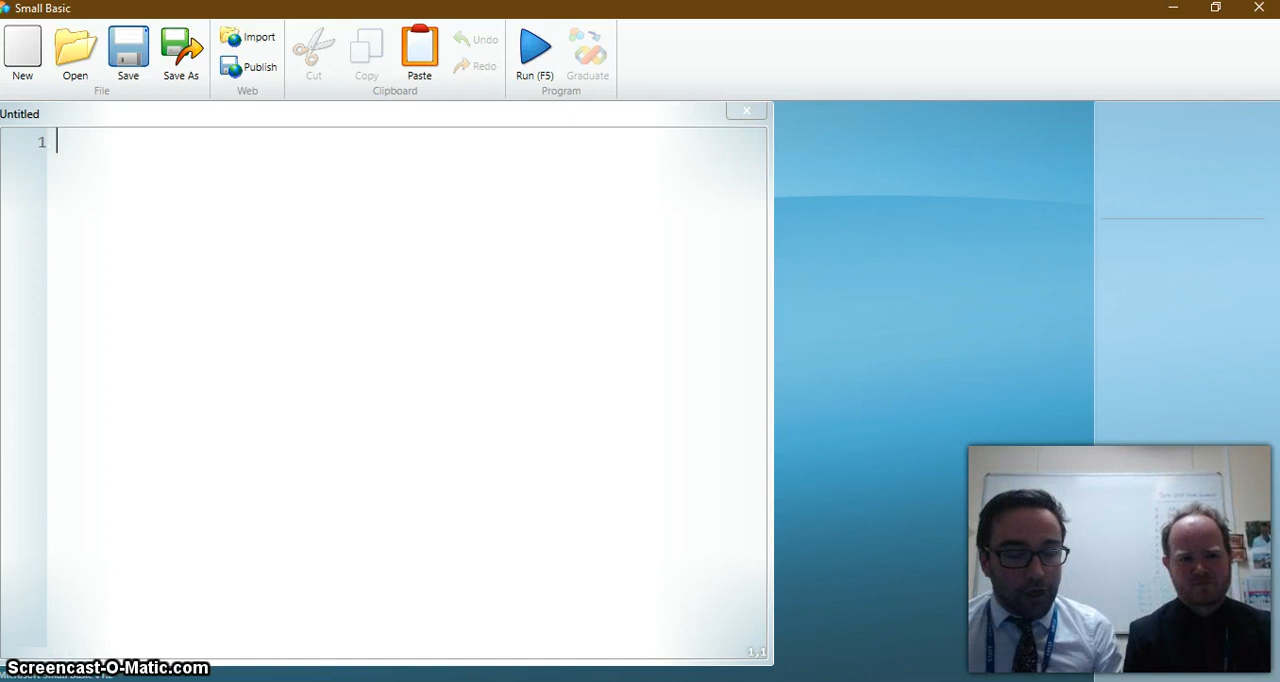 Small Basic
New
Open
Save
Save As
Import
Publish
Cut
Copy
Paste
Undo
Redo
Run (F5)
Graduate
File
Web
Clipboard
Program
Untitled
1
1,1
Screencast-O-Matic.com